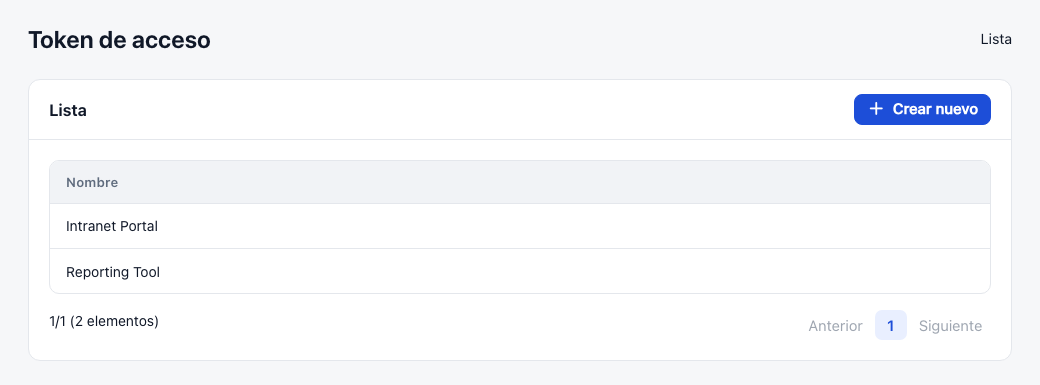 Token de acceso
Lista
Lista
Crear nuevo
Nombre
Intranet Portal
Reporting Tool
1/1 (2 elementos)
Anterior 1 Siguiente